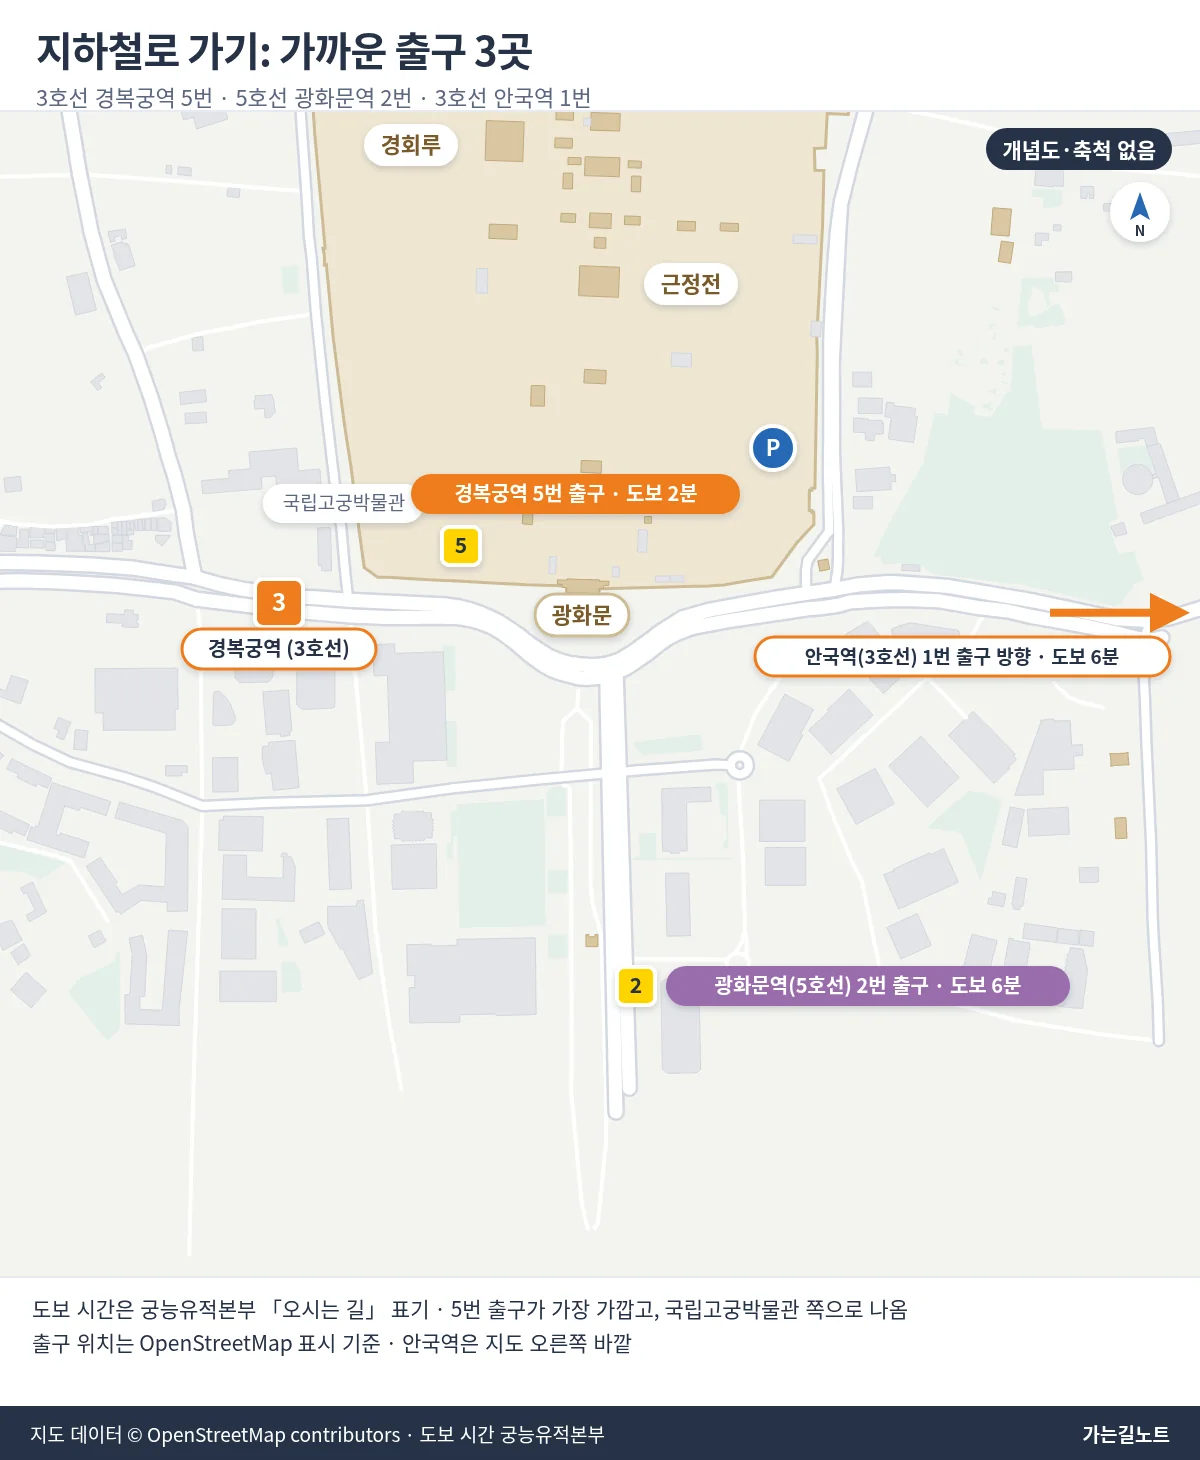 지하철로 가기: 가까운 출구 3곳
3호선 경복궁역 5번 · 5호선 광화문역 2번 · 3호선 안국역 1번
경회루
개념도·축척 없음
N
근정전
P
경복궁역 5번 출구 · 도보 2분
국립고궁박물관
5
3
광화문
경복궁역 (3호선)
안국역(3호선) 1번 출구 방향 · 도보 6분
2
광화문역(5호선) 2번 출구 · 도보 6분
도보 시간은 궁능유적본부 「오시는 길」 표기 · 5번 출구가 가장 가깝고, 국립고궁박물관 쪽으로 나옴
출구 위치는 OpenStreetMap 표시 기준 · 안국역은 지도 오른쪽 바깥
지도 데이터 © OpenStreetMap contributors · 도보 시간 궁능유적본부
가는길노트